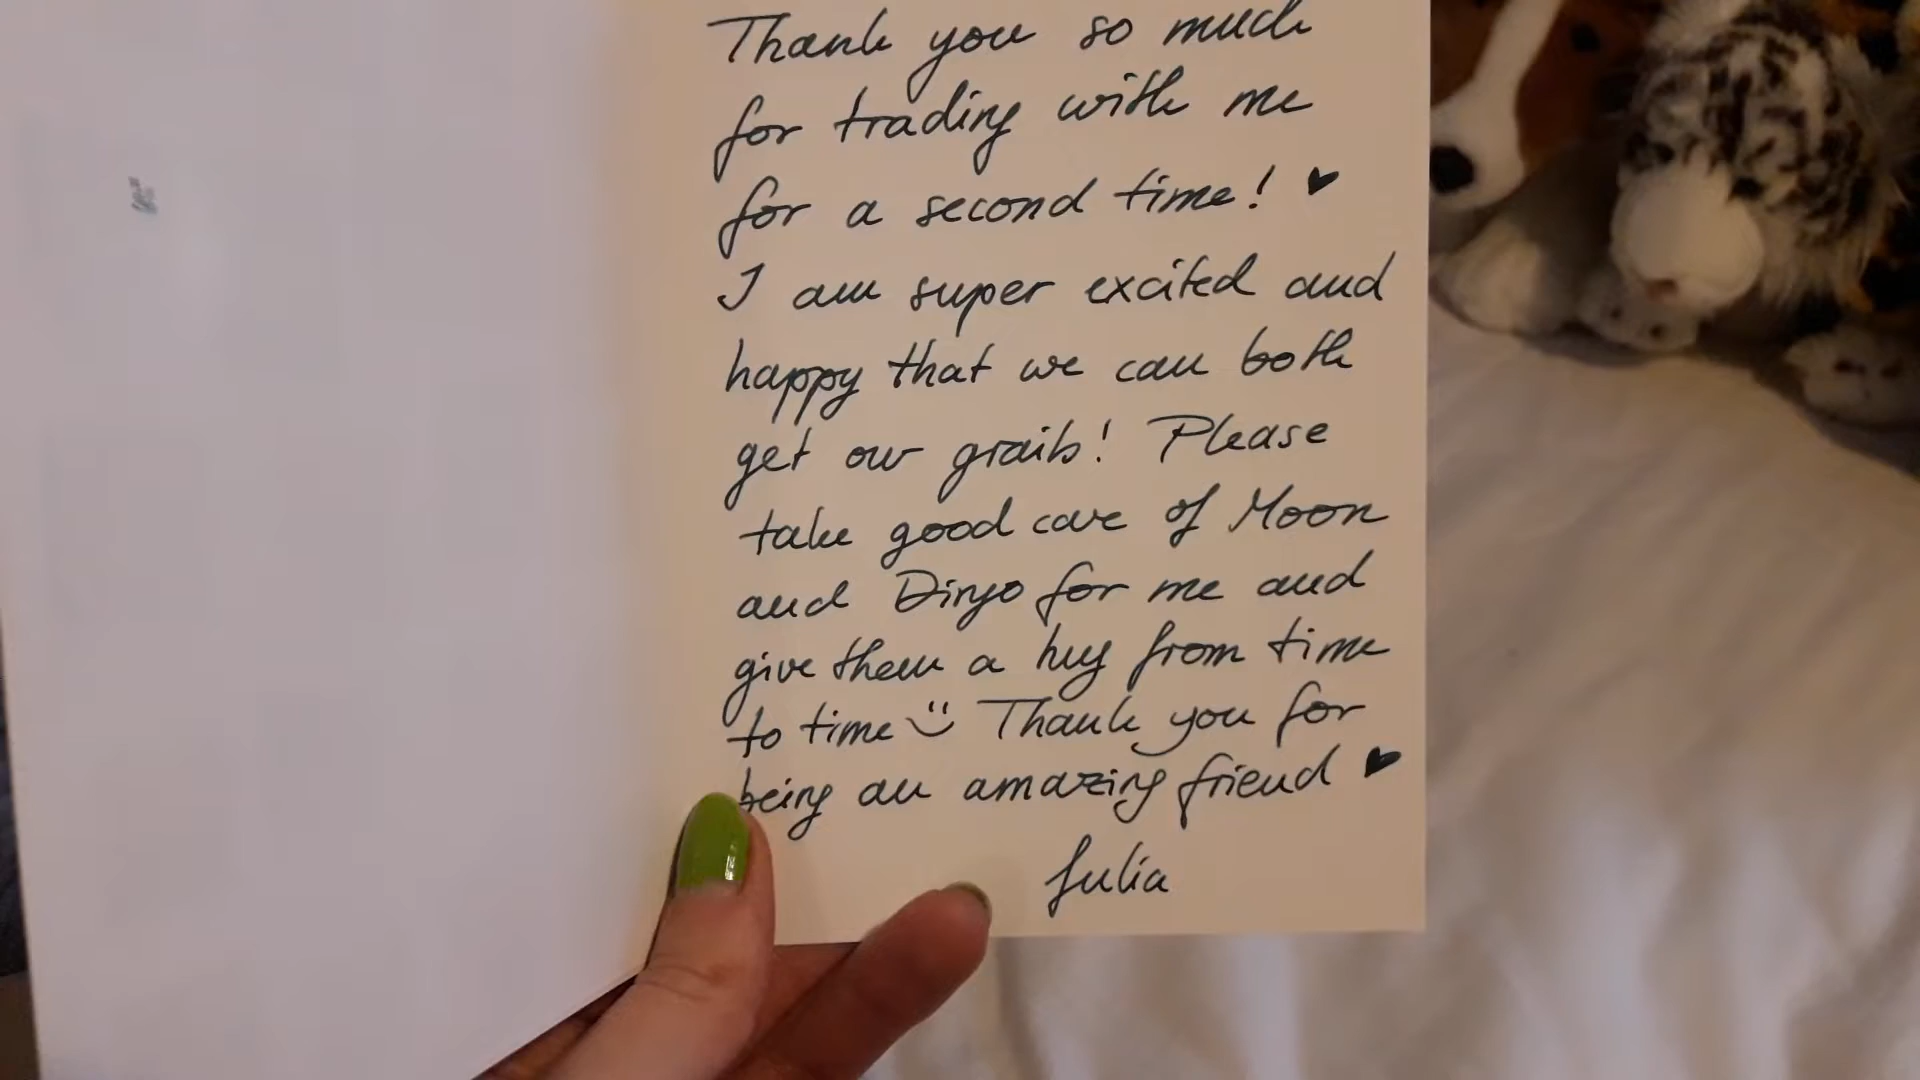 Thank you so much
for trading with me
for a second time! ♥
I am super excited and
happy that we can both
get our grails! Please
take good care of Moon
and Dingo for me and
give them a hug from time
to time :) Thank you for
being an amazing friend ♥
Julia